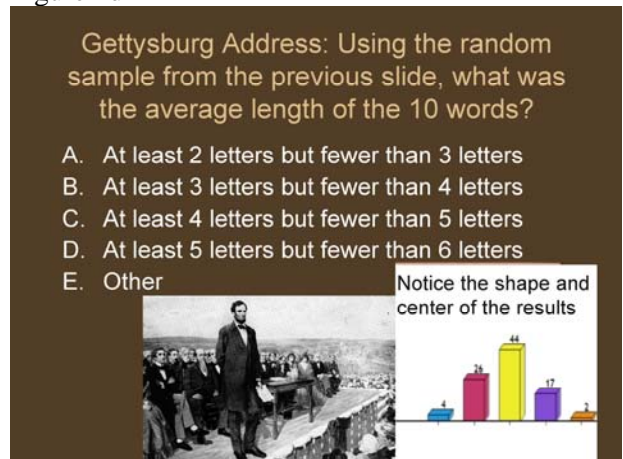 Gettysburg Address: Using the random
sample from the previous slide, what was
the average length of the 10 words?
A. At least 2 letters but fewer than 3 letters
B. At least 3 letters but fewer than 4 letters
C. At least 4 letters but fewer than 5 letters
D. At least 5 letters but fewer than 6 letters
E. Other
Notice the shape and
center of the results
4 26 44 17 2